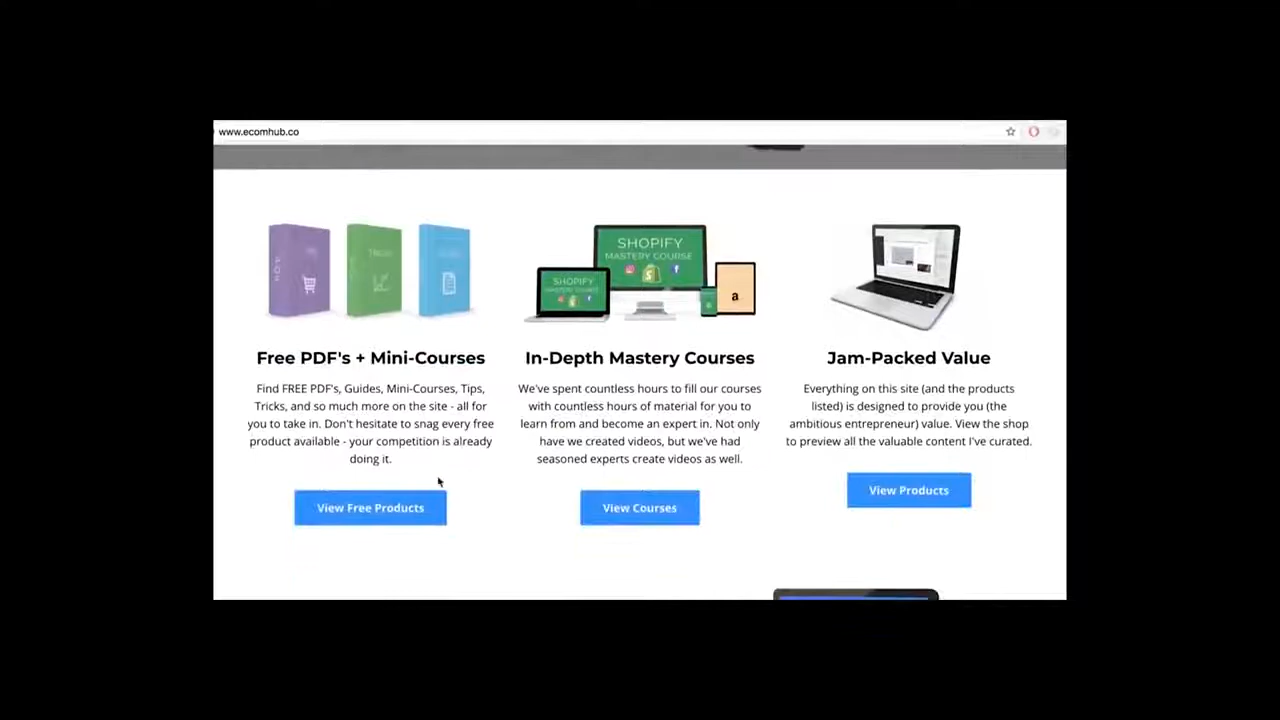 www.ecomhub.co
SHOPIFY
MASTERY COURSE
SHOPIFY
MASTERY COURSE
a
Free PDF's + Mini-Courses
Find FREE PDF's, Guides, Mini-Courses, Tips,
Tricks, and so much more on the site - all for
you to take in. Don't hesitate to snag every free
product available - your competition is already
doing it.
View Free Products
In-Depth Mastery Courses
We've spent countless hours to fill our courses
with countless hours of material for you to
learn from and become an expert in. Not only
have we created videos, but we've had
seasoned experts create videos as well.
View Courses
Jam-Packed Value
Everything on this site (and the products
listed) is designed to provide you (the
ambitious entrepreneur) value. View the shop
to preview all the valuable content I've curated.
View Products